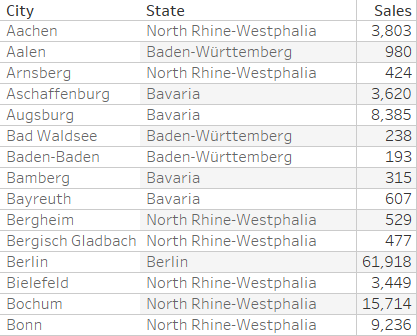 City State Sales
Aachen North Rhine-Westphalia 3,803
Aalen Baden-Württemberg 980
Arnsberg North Rhine-Westphalia 424
Aschaffenburg Bavaria 3,620
Augsburg Bavaria 8,385
Bad Waldsee Baden-Württemberg 238
Baden-Baden Baden-Württemberg 193
Bamberg Bavaria 315
Bayreuth Bavaria 607
Bergheim North Rhine-Westphalia 529
Bergisch Gladbach North Rhine-Westphalia 477
Berlin Berlin 61,918
Bielefeld North Rhine-Westphalia 3,449
Bochum North Rhine-Westphalia 15,714
Bonn North Rhine-Westphalia 9,236